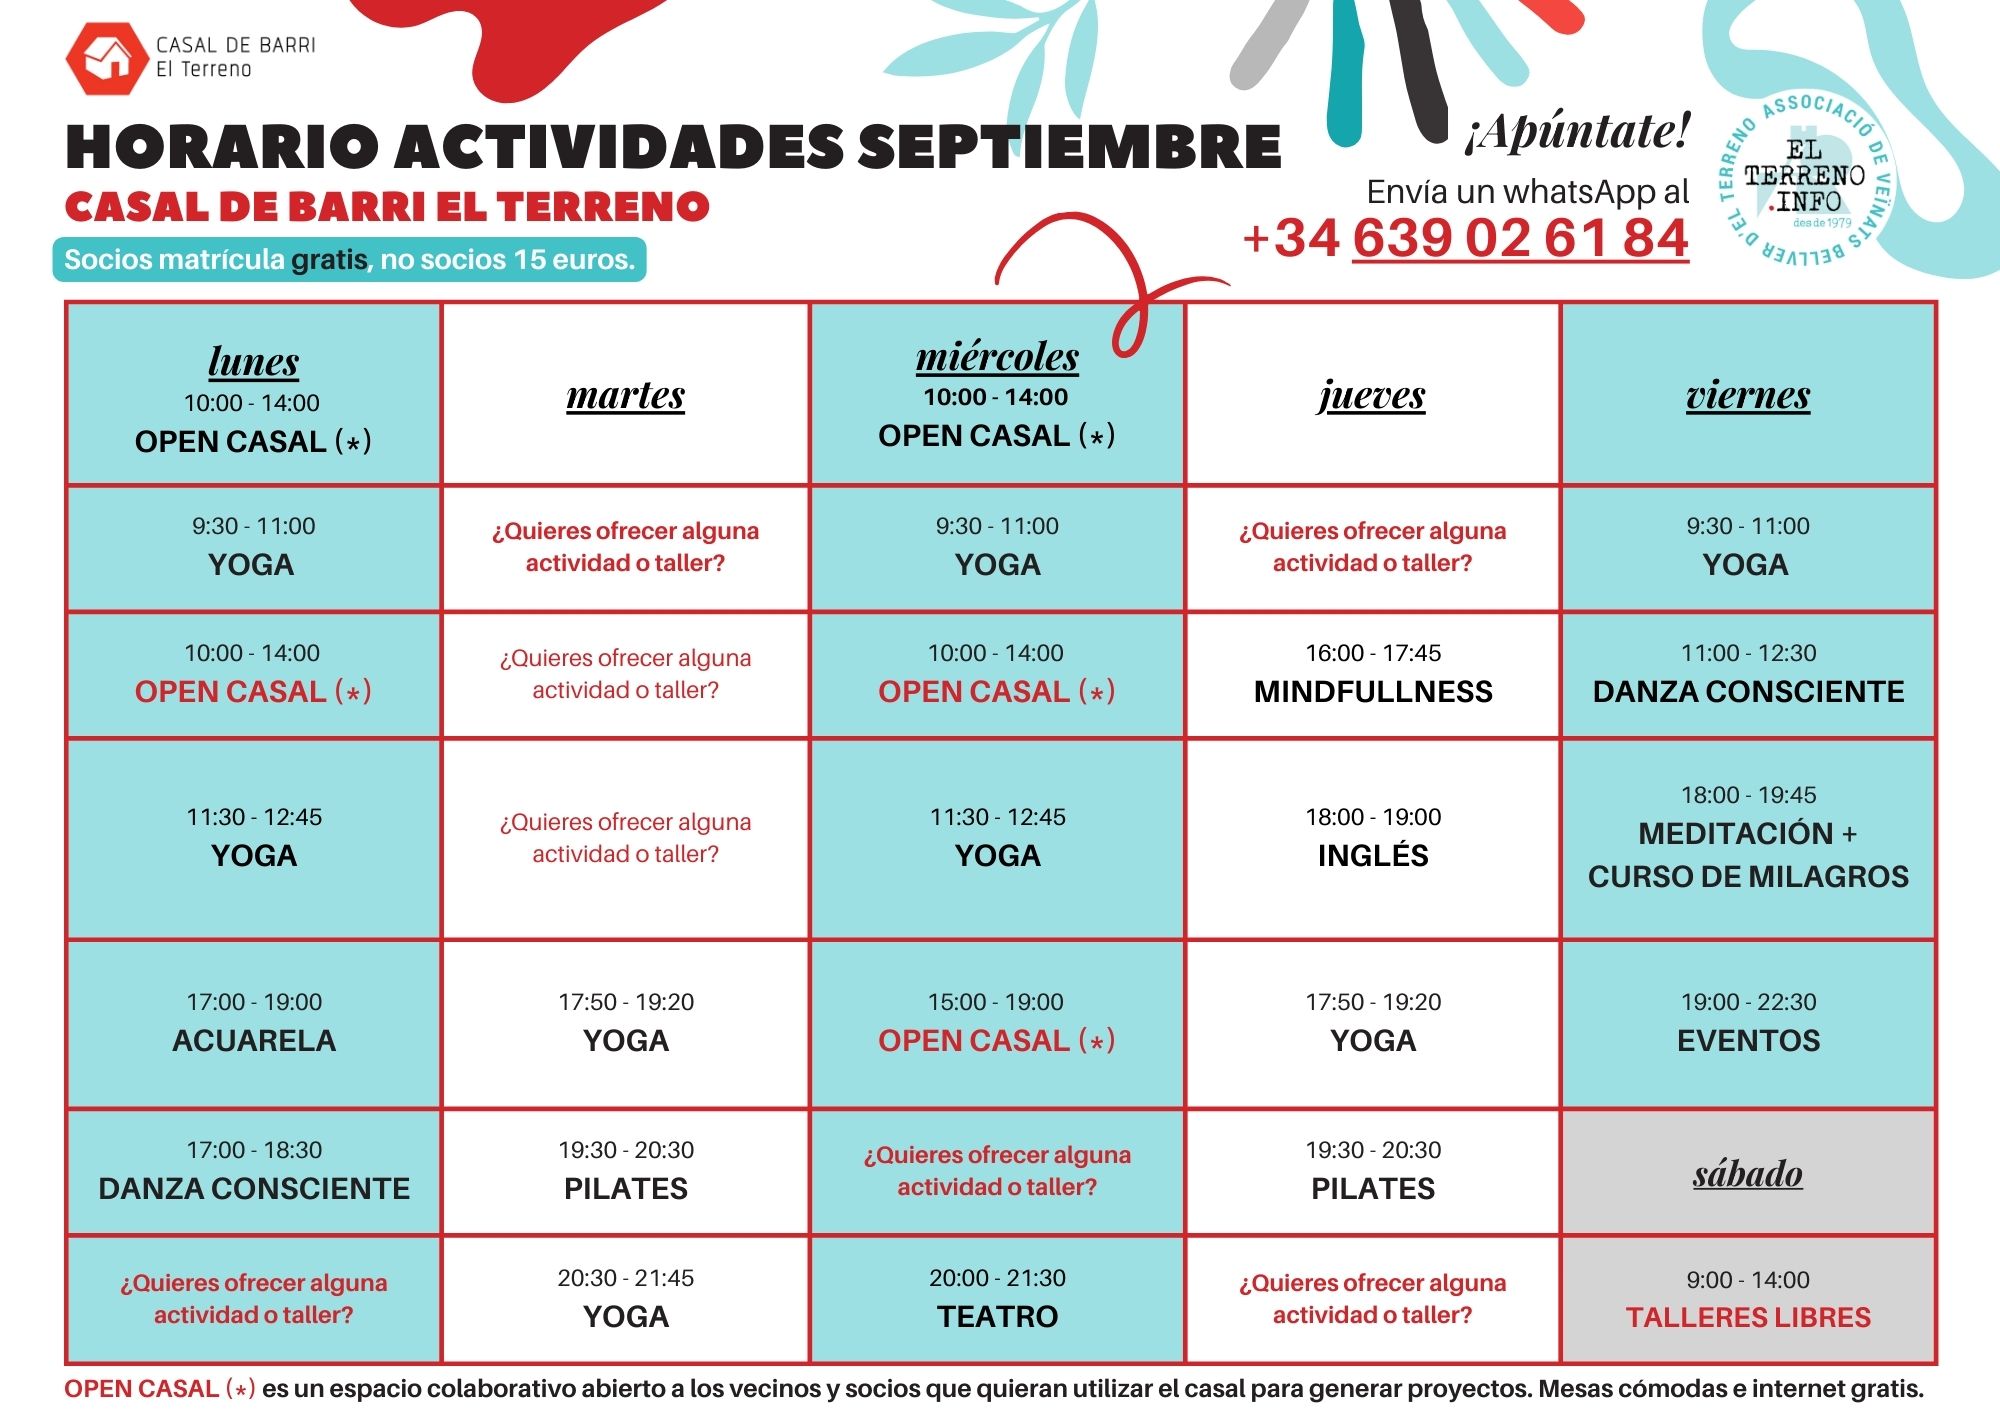 CASAL DE BARRI
El Terreno
HORARIO ACTIVIDADES SEPTIEMBRE
CASAL DE BARRI EL TERRENO
Socios matrícula gratis, no socios 15 euros.
¡Apúntate!
Envía un whatsApp al
+34 639 02 61 84
ASSOCIACIÓ DE VEÏNATS BELLVER D'EL TERRENO
EL
TERRENO
.INFO
desde 1979
lunes
10:00 - 14:00
OPEN CASAL (*)
martes
miércoles
10:00 - 14:00
OPEN CASAL (*)
jueves
viernes
9:30 - 11:00
YOGA
¿Quieres ofrecer alguna
actividad o taller?
9:30 - 11:00
YOGA
¿Quieres ofrecer alguna
actividad o taller?
9:30 - 11:00
YOGA
10:00 - 14:00
OPEN CASAL (*)
¿Quieres ofrecer alguna
actividad o taller?
10:00 - 14:00
OPEN CASAL (*)
16:00 - 17:45
MINDFULLNESS
11:00 - 12:30
DANZA CONSCIENTE
11:30 - 12:45
YOGA
¿Quieres ofrecer alguna
actividad o taller?
11:30 - 12:45
YOGA
18:00 - 19:00
INGLÉS
18:00 - 19:45
MEDITACIÓN +
CURSO DE MILAGROS
17:00 - 19:00
ACUARELA
17:50 - 19:20
YOGA
15:00 - 19:00
OPEN CASAL (*)
17:50 - 19:20
YOGA
19:00 - 22:30
EVENTOS
17:00 - 18:30
DANZA CONSCIENTE
19:30 - 20:30
PILATES
¿Quieres ofrecer alguna
actividad o taller?
19:30 - 20:30
PILATES
sábado
¿Quieres ofrecer alguna
actividad o taller?
20:30 - 21:45
YOGA
20:00 - 21:30
TEATRO
¿Quieres ofrecer alguna
actividad o taller?
9:00 - 14:00
TALLERES LIBRES
OPEN CASAL (*) es un espacio colaborativo abierto a los vecinos y socios que quieran utilizar el casal para generar proyectos. Mesas cómodas e internet gratis.